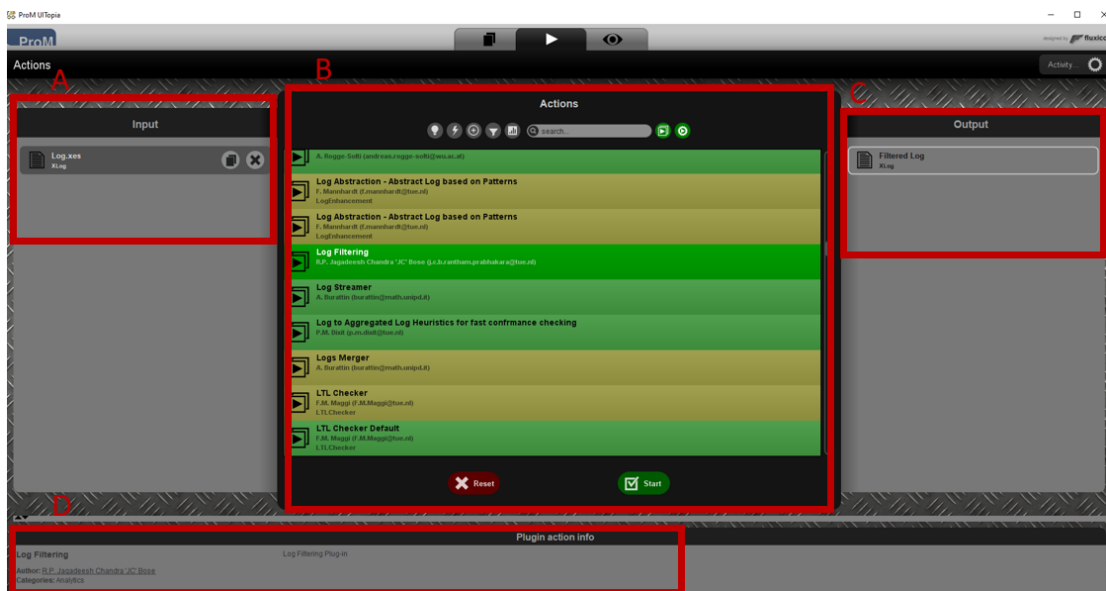 ProM UITopia
ProM
designed by fluxicon
Actions
Activity...
A
B
C
D
Input
Log.xes
XLog
Actions
search...
A. Rogge-Solti (andreas.rogge-solti@wu.ac.at)
Log Abstraction - Abstract Log based on Patterns
F. Mannhardt (f.mannhardt@tue.nl)
LogEnhancement
Log Abstraction - Abstract Log based on Patterns
F. Mannhardt (f.mannhardt@tue.nl)
LogEnhancement
Log Filtering
R.P. Jagadeesh Chandra 'JC' Bose (j.c.b.rantham.prabhakara@tue.nl)
Log Streamer
A. Burattin (burattin@math.unipd.it)
Log to Aggregated Log Heuristics for fast confrmance checking
P.M. Dixit (p.m.dixit@tue.nl)
Logs Merger
A. Burattin (burattin@math.unipd.it)
LTL Checker
F.M. Maggi (F.M.Maggi@tue.nl)
LTLChecker
LTL Checker Default
F.M. Maggi (F.M.Maggi@tue.nl)
LTLChecker
Reset
Start
Output
Filtered Log
XLog
Plugin action info
Log Filtering
Log Filtering Plug-in
Author: R.P. Jagadeesh Chandra 'JC' Bose
Categories: Analytics